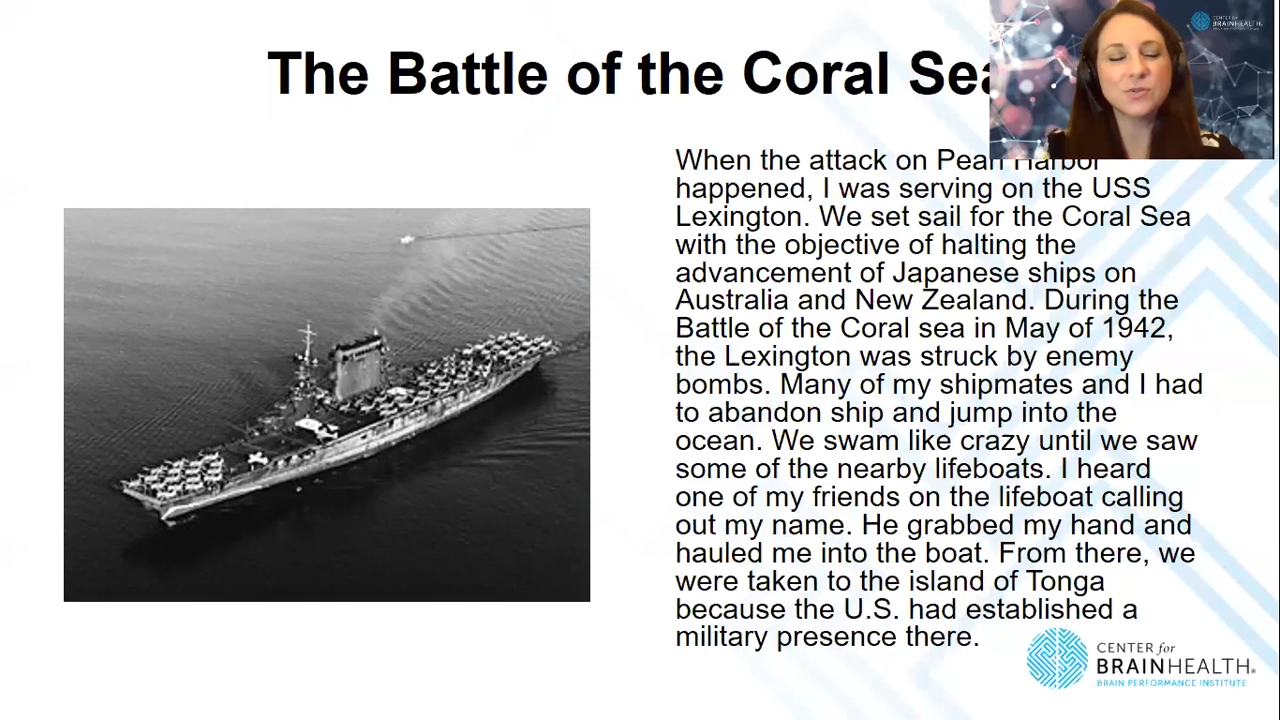 The Battle of the Coral Sea
When the attack on Pearl Harbor
happened, I was serving on the USS
Lexington. We set sail for the Coral Sea
with the objective of halting the
advancement of Japanese ships on
Australia and New Zealand. During the
Battle of the Coral sea in May of 1942,
the Lexington was struck by enemy
bombs. Many of my shipmates and I had
to abandon ship and jump into the
ocean. We swam like crazy until we saw
some of the nearby lifeboats. I heard
one of my friends on the lifeboat calling
out my name. He grabbed my hand and
hauled me into the boat. From there, we
were taken to the island of Tonga
because the U.S. had established a
military presence there.
CENTER for
BRAINHEALTH®
BRAIN PERFORMANCE INSTITUTE
CENTER for
BRAINHEALTH